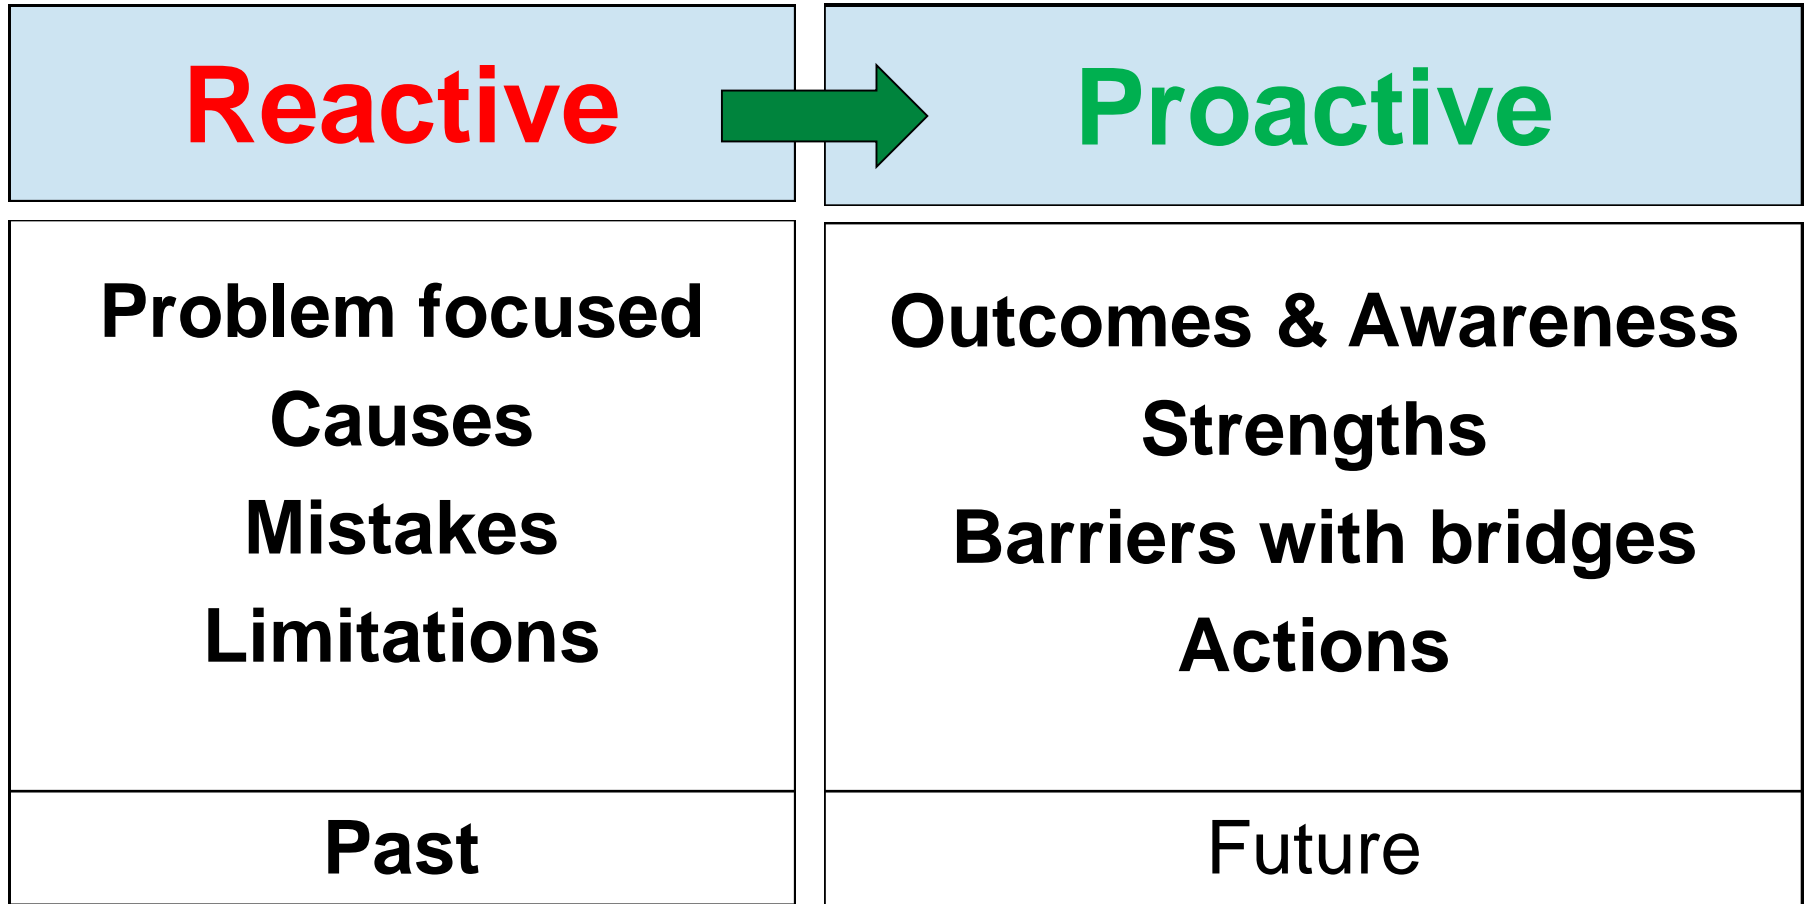 Reactive
Proactive
Problem focused
Causes
Mistakes
Limitations
Outcomes & Awareness
Strengths
Barriers with bridges
Actions
Past
Future